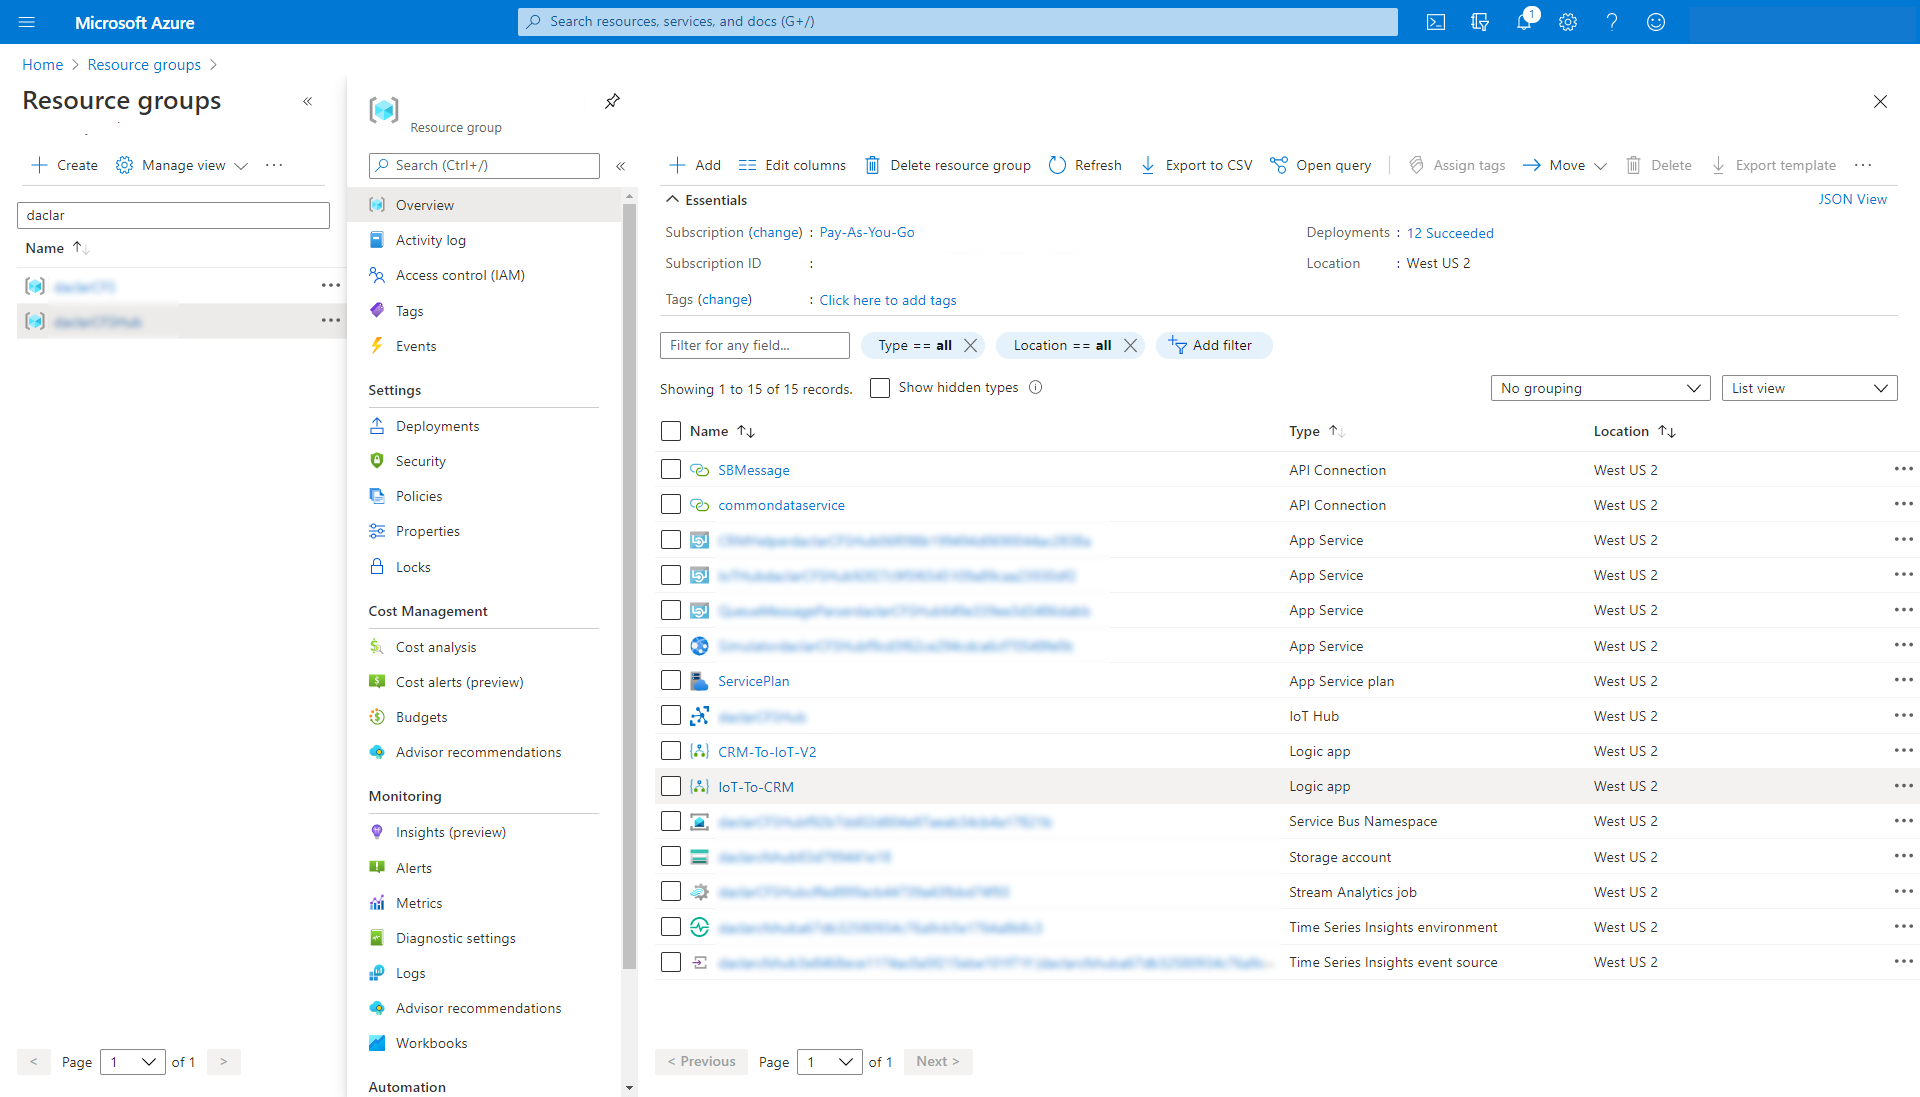 Microsoft Azure
Search resources, services, and docs (G+/)
1
Home > Resource groups >
Resource groups
«
Create
Manage view
...
daclar
Name
Page 1 of 1
Resource group
Search (Ctrl+/)
«
Overview
Activity log
Access control (IAM)
Tags
Events
Settings
Deployments
Security
Policies
Properties
Locks
Cost Management
Cost analysis
Cost alerts (preview)
Budgets
Advisor recommendations
Monitoring
Insights (preview)
Alerts
Metrics
Diagnostic settings
Logs
Advisor recommendations
Workbooks
Automation
Add Edit columns Delete resource group Refresh Export to CSV Open query Assign tags Move Delete Export template ...
Essentials JSON View
Subscription (change) : Pay-As-You-Go Deployments : 12 Succeeded
Subscription ID : Location : West US 2
Tags (change) : Click here to add tags
Filter for any field... Type == all Location == all Add filter
Showing 1 to 15 of 15 records. Show hidden types No grouping List view
Name Type Location
SBMessage API Connection West US 2
commondataservice API Connection West US 2
App Service West US 2
App Service West US 2
App Service West US 2
App Service West US 2
ServicePlan App Service plan West US 2
IoT Hub West US 2
CRM-To-IoT-V2 Logic app West US 2
IoT-To-CRM Logic app West US 2
Service Bus Namespace West US 2
Storage account West US 2
Stream Analytics job West US 2
Time Series Insights environment West US 2
Time Series Insights event source West US 2
< Previous Page 1 of 1 Next >